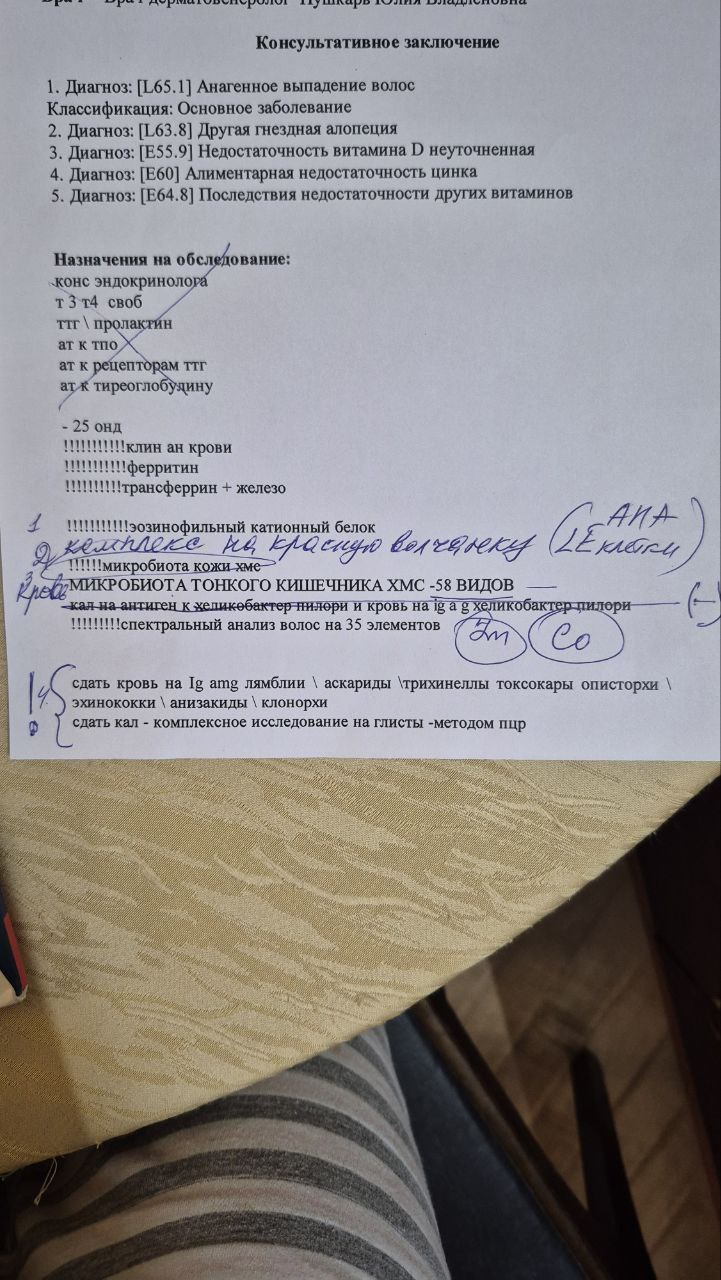 Врач дерматовенеролог Пушкарь Юлия Владленовна
Консультативное заключение
1. Диагноз: [L65.1] Анагенное выпадение волос
Классификация: Основное заболевание
2. Диагноз: [L63.8] Другая гнездная алопеция
3. Диагноз: [E55.9] Недостаточность витамина D неуточненная
4. Диагноз: [E60] Алиментарная недостаточность цинка
5. Диагноз: [E64.8] Последствия недостаточности других витаминов
Назначения на обследование:
конс эндокринолога
т 3 т4 своб
ттг \ пролактин
ат к тпо
ат к рецепторам ттг
ат к тиреоглобулину
- 25 онд
!!!!!!!!!!!клин ан крови
!!!!!!!!!!!ферритин
!!!!!!!!!!трансферрин + железо
1 !!!!!!!!!!!эозинофильный катионный белок
2 комплекс на красную волчанку (АНА LE клетки)
!!!!!!микробиота кожи хмс
3 Кровь МИКРОБИОТА ТОНКОГО КИШЕЧНИКА ХМС -58 ВИДОВ
кал на антиген к хеликобактер пилори и кровь на ig a g хеликобактер пилори (-)
!!!!!!!!!спектральный анализ волос на 35 элементов Zn Co
4. сдать кровь на Ig amg лямблии \ аскариды \трихинеллы токсокары описторхи \
эхинококки \ анизакиды \ клонорхи
сдать кал - комплексное исследование на глисты -методом пцр